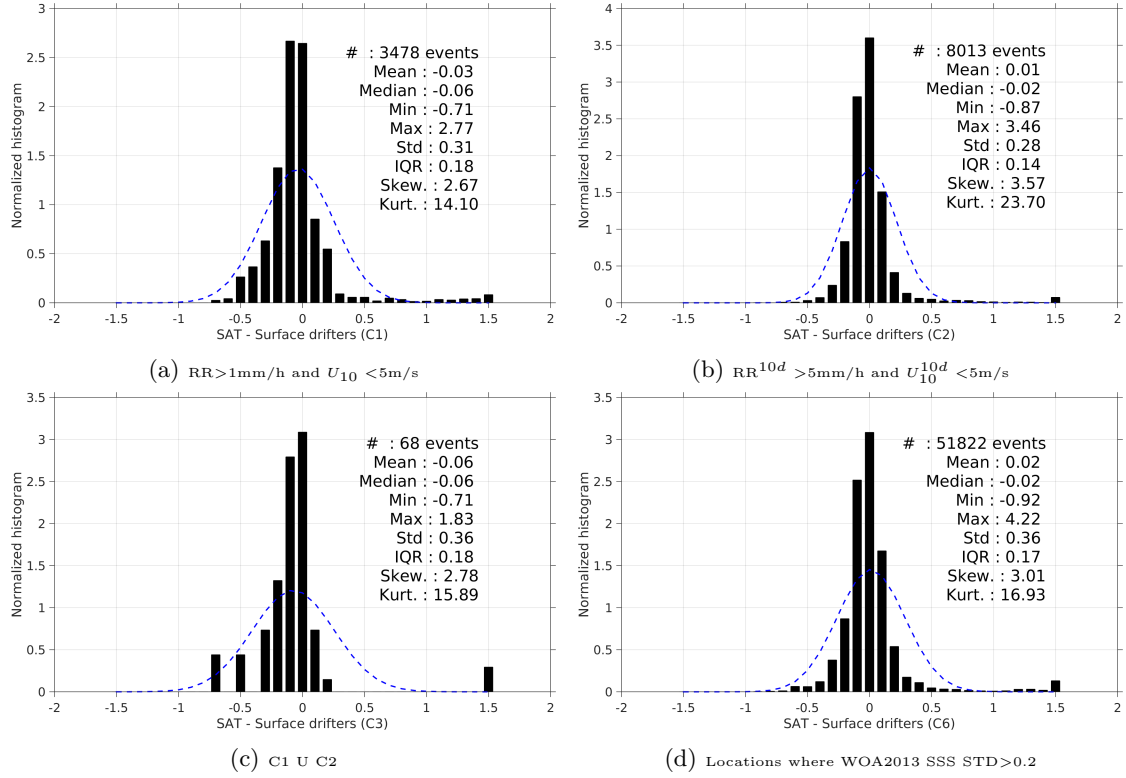 Normalized histogram
3
2.5
2
1.5
1
0.5
0
-2
-1.5
-1
-0.5
0
0.5
1
1.5
2
SAT - Surface drifters (C1)
# : 3478 events
Mean : -0.03
Median : -0.06
Min : -0.71
Max : 2.77
Std : 0.31
IQR : 0.18
Skew. : 2.67
Kurt. : 14.10
(a) RR>1mm/h and U10 <5m/s
Normalized histogram
4
3.5
3
2.5
2
1.5
1
0.5
0
-2
-1.5
-1
-0.5
0
0.5
1
1.5
2
SAT - Surface drifters (C2)
# : 8013 events
Mean : 0.01
Median : -0.02
Min : -0.87
Max : 3.46
Std : 0.28
IQR : 0.14
Skew. : 3.57
Kurt. : 23.70
(b) RR^10d >5mm/h and U10^10d <5m/s
Normalized histogram
3.5
3
2.5
2
1.5
1
0.5
0
-2
-1.5
-1
-0.5
0
0.5
1
1.5
2
SAT - Surface drifters (C3)
# : 68 events
Mean : -0.06
Median : -0.06
Min : -0.71
Max : 1.83
Std : 0.36
IQR : 0.18
Skew. : 2.78
Kurt. : 15.89
(c) C1 U C2
Normalized histogram
3.5
3
2.5
2
1.5
1
0.5
0
-2
-1.5
-1
-0.5
0
0.5
1
1.5
2
SAT - Surface drifters (C6)
# : 51822 events
Mean : 0.02
Median : -0.02
Min : -0.92
Max : 4.22
Std : 0.36
IQR : 0.17
Skew. : 3.01
Kurt. : 16.93
(d) Locations where WOA2013 SSS STD>0.2